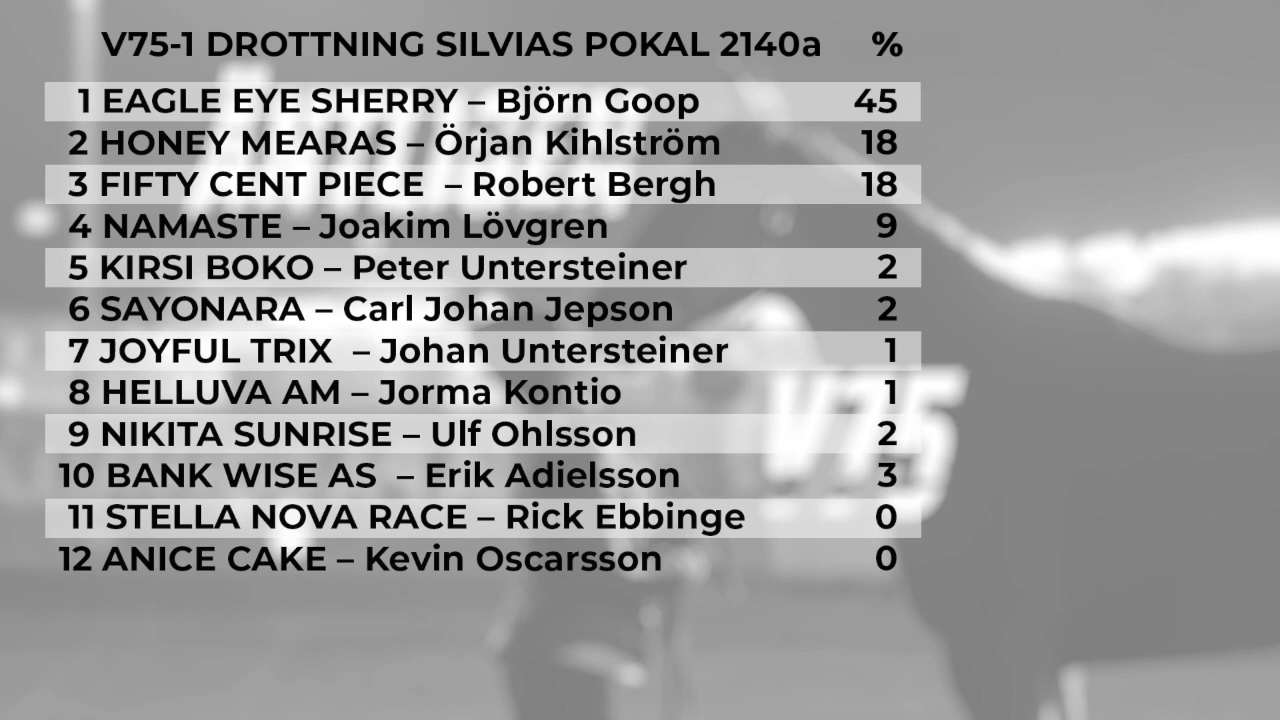 V75-1 DROTTNING SILVIAS POKAL 2140a %
1 EAGLE EYE SHERRY – Björn Goop 45
2 HONEY MEARAS – Örjan Kihlström 18
3 FIFTY CENT PIECE – Robert Bergh 18
4 NAMASTE – Joakim Lövgren 9
5 KIRSI BOKO – Peter Untersteiner 2
6 SAYONARA – Carl Johan Jepson 2
7 JOYFUL TRIX – Johan Untersteiner 1
8 HELLUVA AM – Jorma Kontio 1
9 NIKITA SUNRISE – Ulf Ohlsson 2
10 BANK WISE AS – Erik Adielsson 3
11 STELLA NOVA RACE – Rick Ebbinge 0
12 ANICE CAKE – Kevin Oscarsson 0
V75